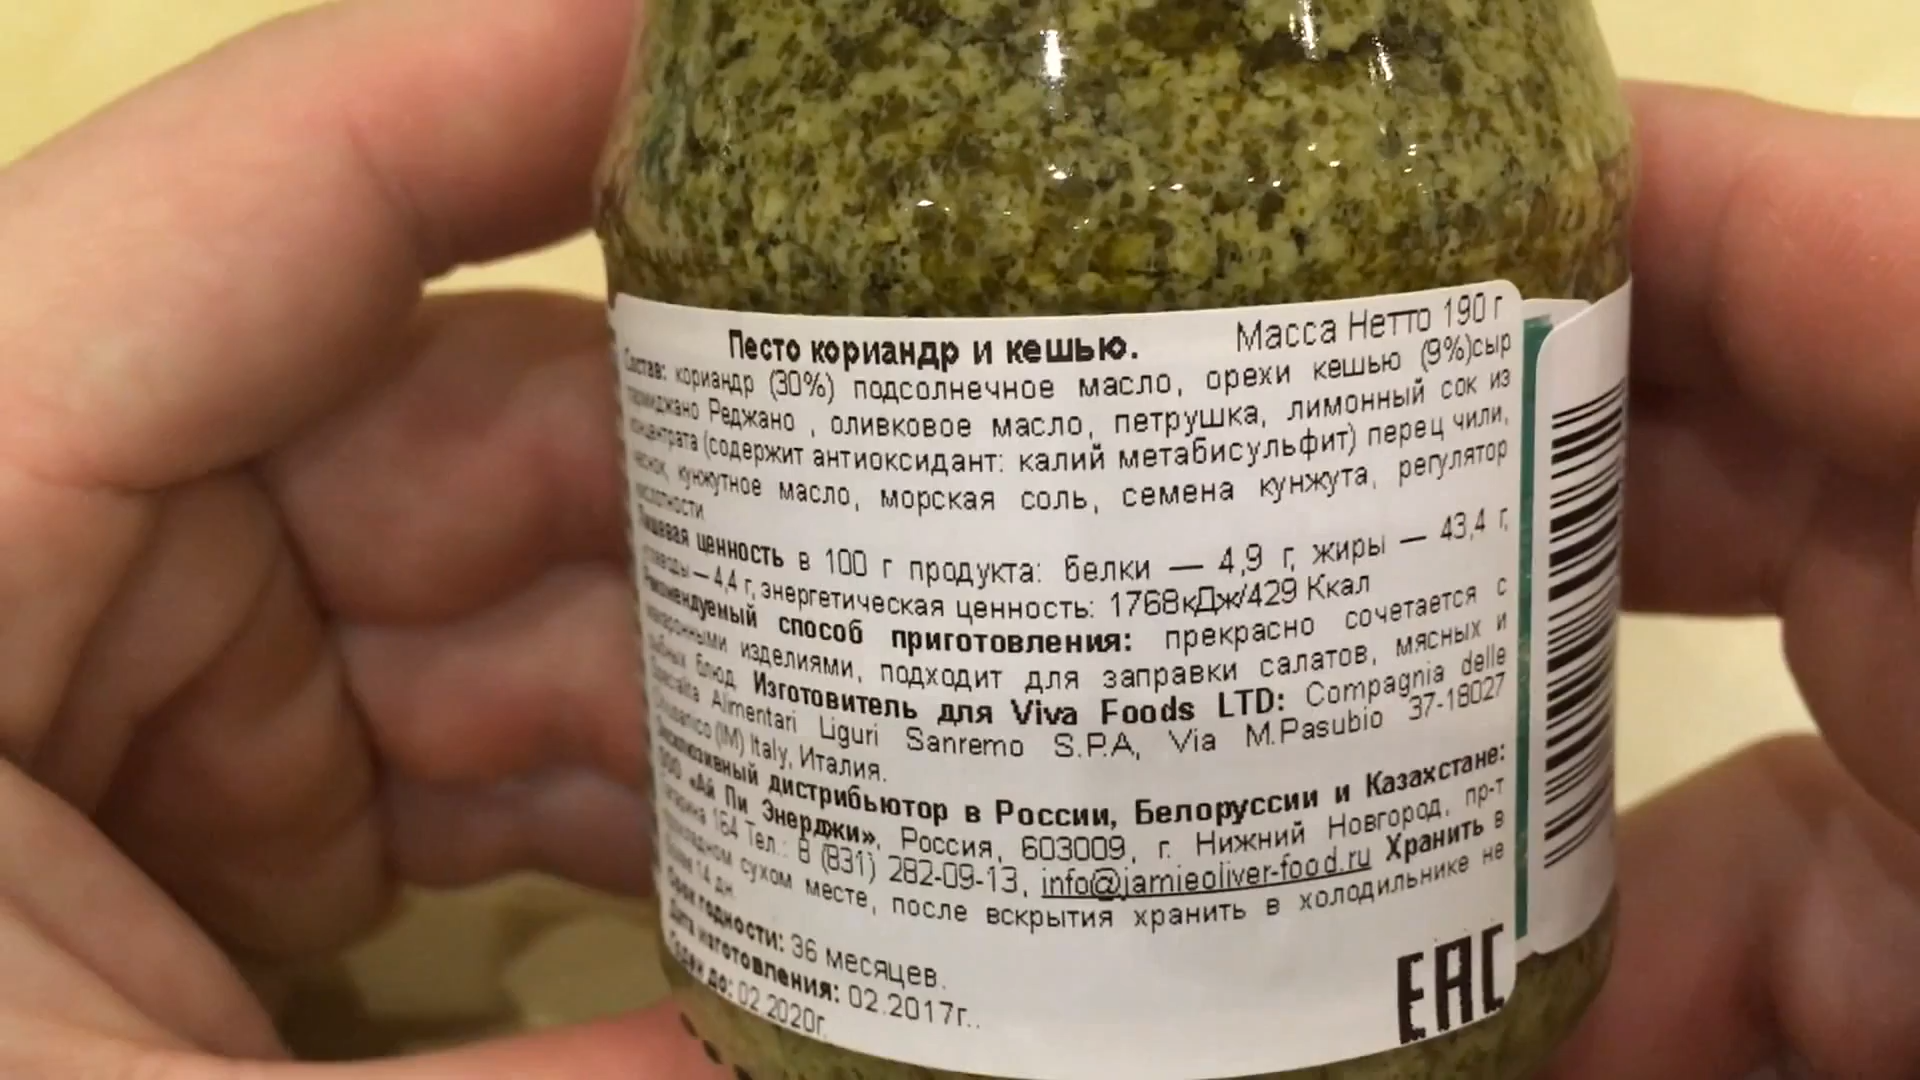 Песто кориандр и кешью. Масса Нетто 190 г
Состав: кориандр (30%) подсолнечное масло, орехи кешью (9%)сыр
Реджано , оливковое масло, петрушка, лимонный сок из
концентрата (содержит антиоксидант: калий метабисульфит) перец чили,
чеснок, кунжутное масло, морская соль, семена кунжута, регулятор
кислотности
Пищевая ценность в 100 г продукта: белки — 4,9 г, жиры — 43,4 г,
углеводы — 4,4 г, энергетическая ценность: 1768кДж/429 Ккал
Рекомендуемый способ приготовления: прекрасно сочетается с
макаронными изделиями, подходит для заправки салатов, мясных и
рыбных блюд. Изготовитель для Viva Foods LTD: Compagnia delle
Specialita Alimentari Liguri Sanremo S.P.A, Via M.Pasubio 37-18027
(IM) Italy, Италия.
Эксклюзивный дистрибьютор в России, Белоруссии и Казахстане:
ООО «Ай Пи Энерджи», Россия, 603009, г. Нижний Новгород, пр-т
Гагарина 164 Тел.: 8 (831) 282-09-13, info@jamieoliver-food.ru Хранить в
прохладном сухом месте, после вскрытия хранить в холодильнике не
более 14 дн.
Срок годности: 36 месяцев.
Дата изготовления: 02.2017г..
Годен до: 02.2020г.
EAC